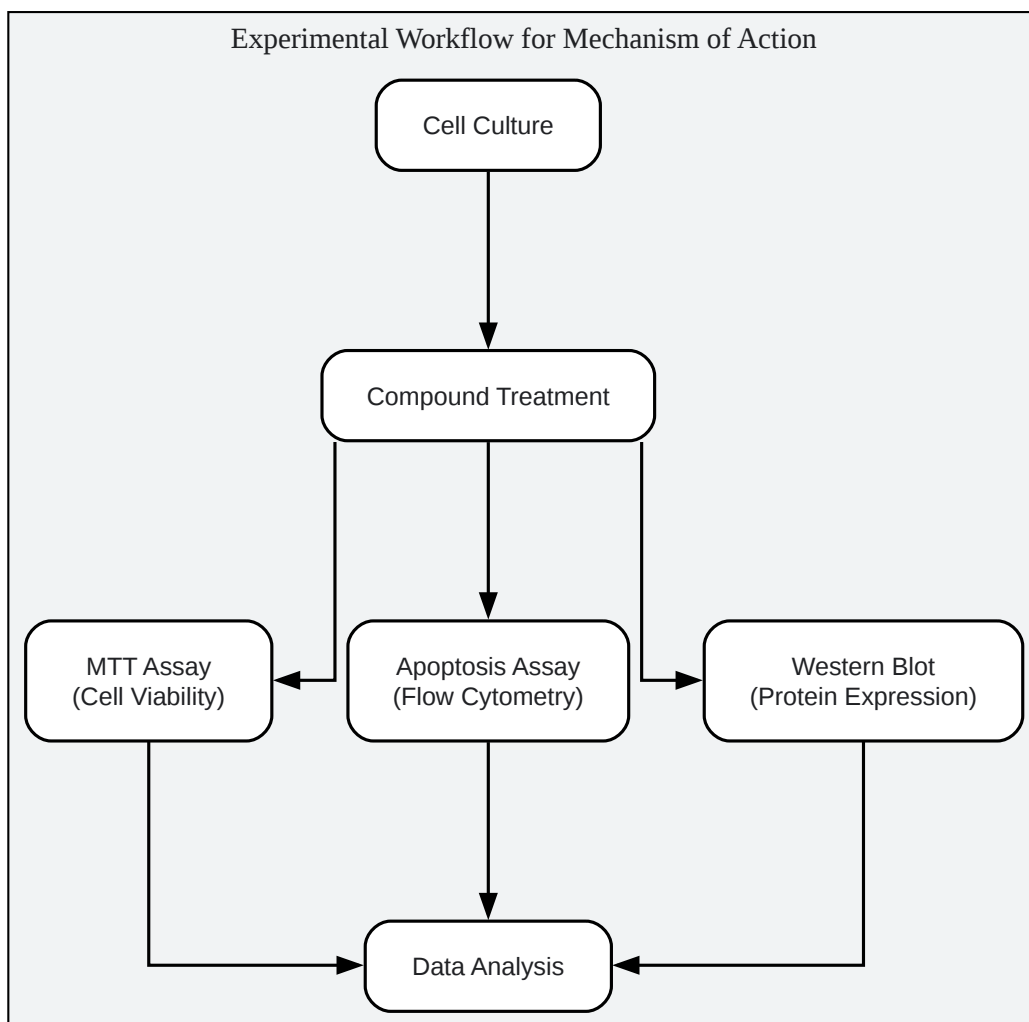 Experimental Workflow for Mechanism of Action
Cell Culture
Compound Treatment
MTT Assay
(Cell Viability)
Apoptosis Assay
(Flow Cytometry)
Western Blot
(Protein Expression)
Data Analysis